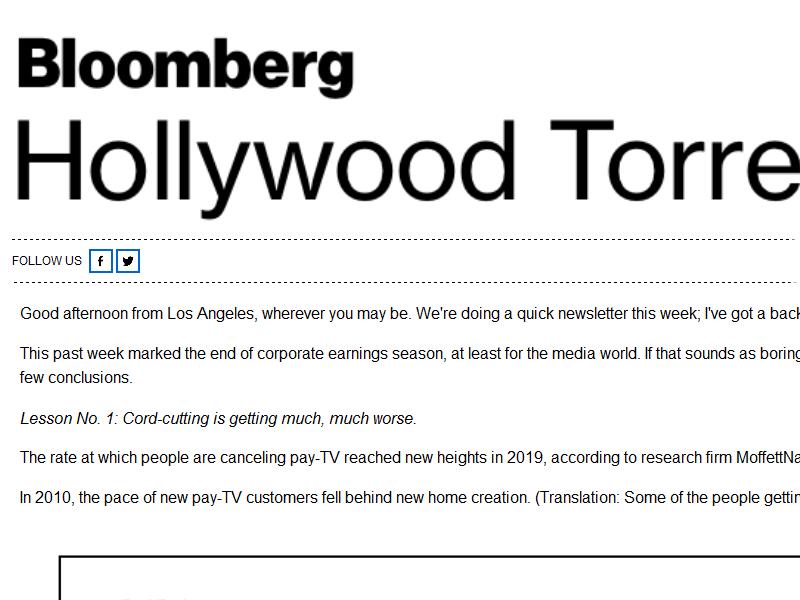 Bloomberg
Hollywood Torre
FOLLOW US
Good afternoon from Los Angeles, wherever you may be. We're doing a quick newsletter this week; I've got a back
This past week marked the end of corporate earnings season, at least for the media world. If that sounds as boring
few conclusions.
Lesson No. 1: Cord-cutting is getting much, much worse.
The rate at which people are canceling pay-TV reached new heights in 2019, according to research firm MoffettNa
In 2010, the pace of new pay-TV customers fell behind new home creation. (Translation: Some of the people gettin